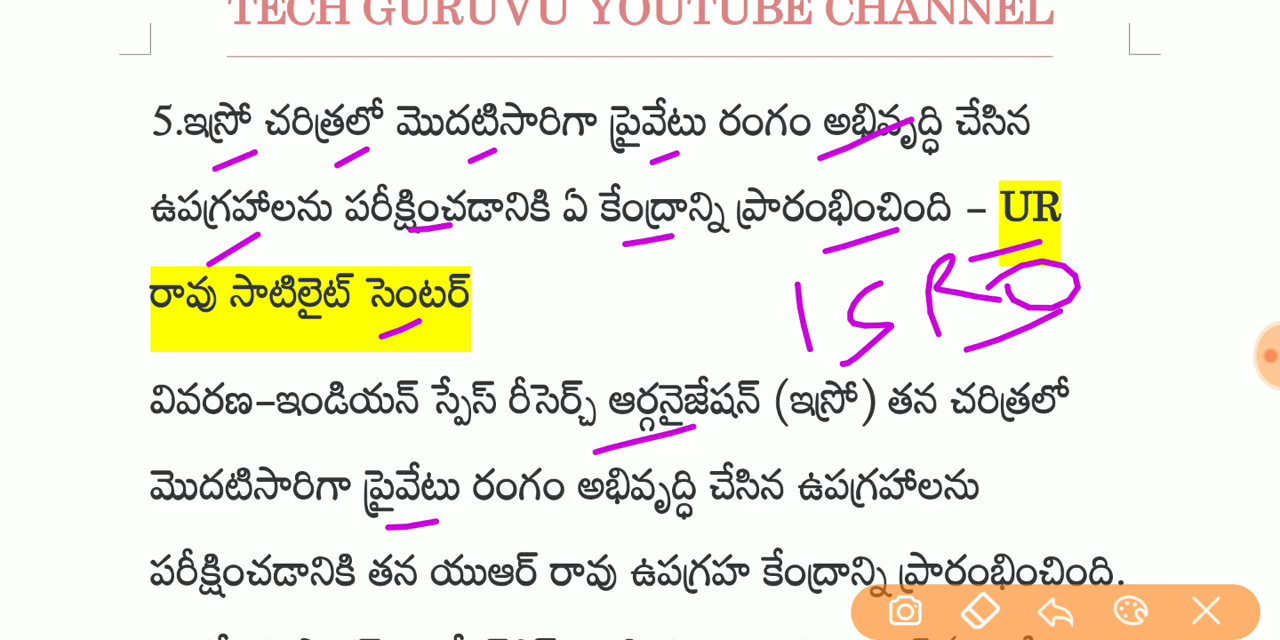 TECH GURUVU YOUTUBE CHANNEL
5.ఇస్రో చరిత్రలో మొదటిసారిగా ప్రైవేటు రంగం అభివృద్ధి చేసిన
ఉపగ్రహాలను పరీక్షించడానికి ఏ కేంద్రాన్ని ప్రారంభించింది – UR
రావు సాటిలైట్ సెంటర్
ISRO
వివరణ–ఇండియన్ స్పేస్ రీసెర్చ్ ఆర్గనైజేషన్ (ఇస్రో) తన చరిత్రలో
మొదటిసారిగా ప్రైవేటు రంగం అభివృద్ధి చేసిన ఉపగ్రహాలను
పరీక్షించడానికి తన యుఆర్ రావు ఉపగ్రహ కేంద్రాన్ని ప్రారంభించింది.